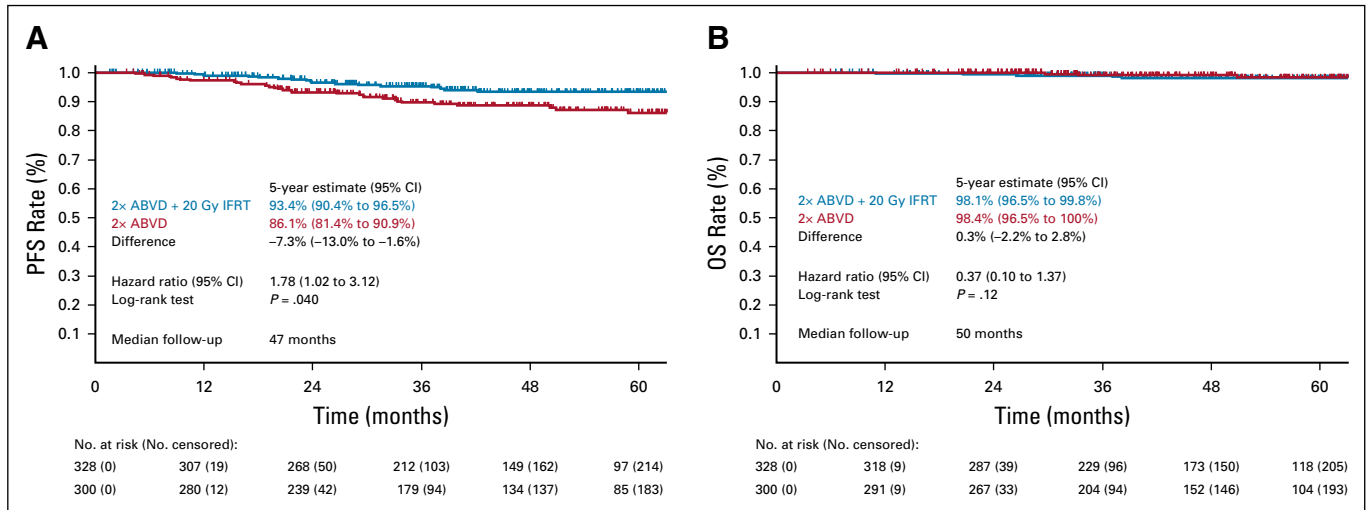 A
PFS Rate (%)
1.0
0.9
0.8
0.7
0.6
0.5
0.4
0.3
0.2
0.1
5-year estimate (95% CI)
2× ABVD + 20 Gy IFRT 93.4% (90.4% to 96.5%)
2× ABVD 86.1% (81.4% to 90.9%)
Difference –7.3% (–13.0% to –1.6%)
Hazard ratio (95% CI) 1.78 (1.02 to 3.12)
Log-rank test P = .040
Median follow-up 47 months
0 12 24 36 48 60
Time (months)
No. at risk (No. censored):
328 (0) 307 (19) 268 (50) 212 (103) 149 (162) 97 (214)
300 (0) 280 (12) 239 (42) 179 (94) 134 (137) 85 (183)
B
OS Rate (%)
1.0
0.9
0.8
0.7
0.6
0.5
0.4
0.3
0.2
0.1
5-year estimate (95% CI)
2× ABVD + 20 Gy IFRT 98.1% (96.5% to 99.8%)
2× ABVD 98.4% (96.5% to 100%)
Difference 0.3% (–2.2% to 2.8%)
Hazard ratio (95% CI) 0.37 (0.10 to 1.37)
Log-rank test P = .12
Median follow-up 50 months
0 12 24 36 48 60
Time (months)
No. at risk (No. censored):
328 (0) 318 (9) 287 (39) 229 (96) 173 (150) 118 (205)
300 (0) 291 (9) 267 (33) 204 (94) 152 (146) 104 (193)